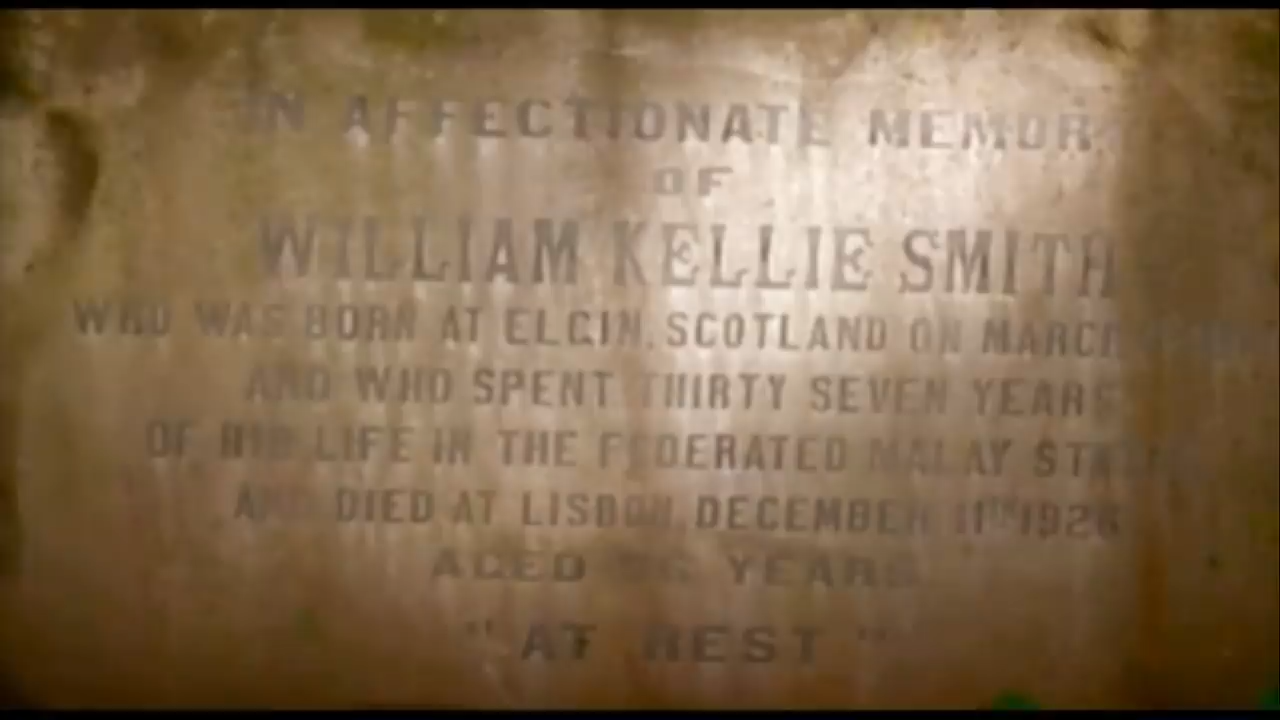 IN AFFECTIONATE MEMOR
OF
WILLIAM KELLIE SMITH
WHO WAS BORN AT ELGIN, SCOTLAND ON MARCH
AND WHO SPENT THIRTY SEVEN YEARS
OF HIS LIFE IN THE FEDERATED MALAY STATES
AND DIED AT LISBON DECEMBER 11TH 1926
AGED YEARS
"AT REST"